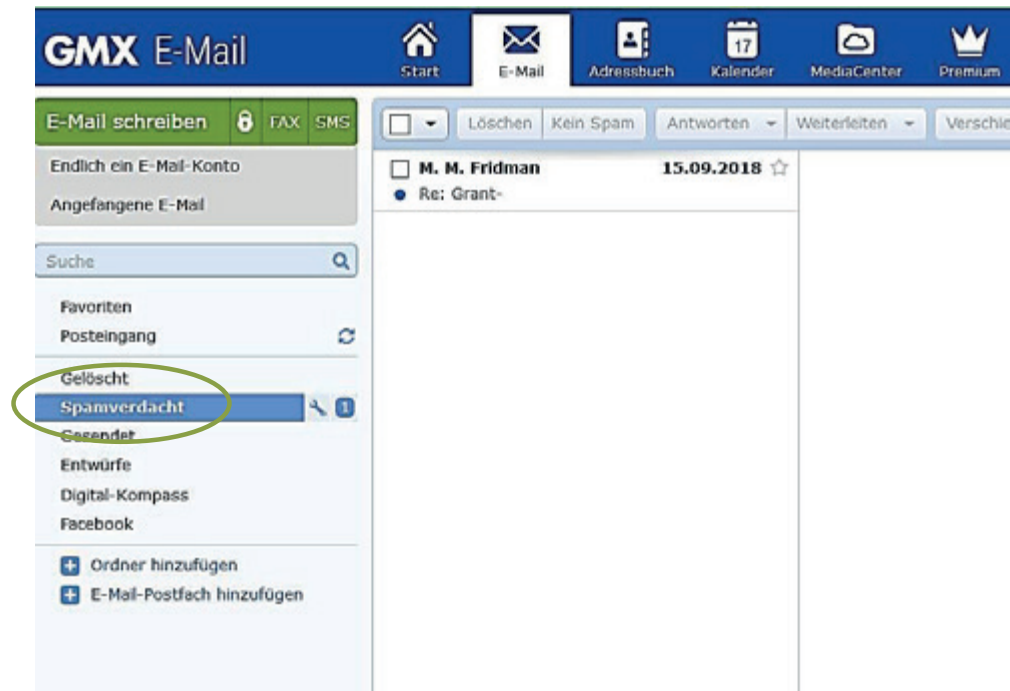 GMX E-Mail
Start
E-Mail
Adressbuch
17
Kalender
MediaCenter
Premium
E-Mail schreiben FAX SMS
Endlich ein E-Mail-Konto
Angefangene E-Mail
Suche
Favoriten
Posteingang
Gelöscht
Spamverdacht 1
Gesendet
Entwürfe
Digital-Kompass
Facebook
Ordner hinzufügen
E-Mail-Postfach hinzufügen
Löschen Kein Spam Antworten Weiterleiten Verschie
M. M. Fridman 15.09.2018
Re: Grant-